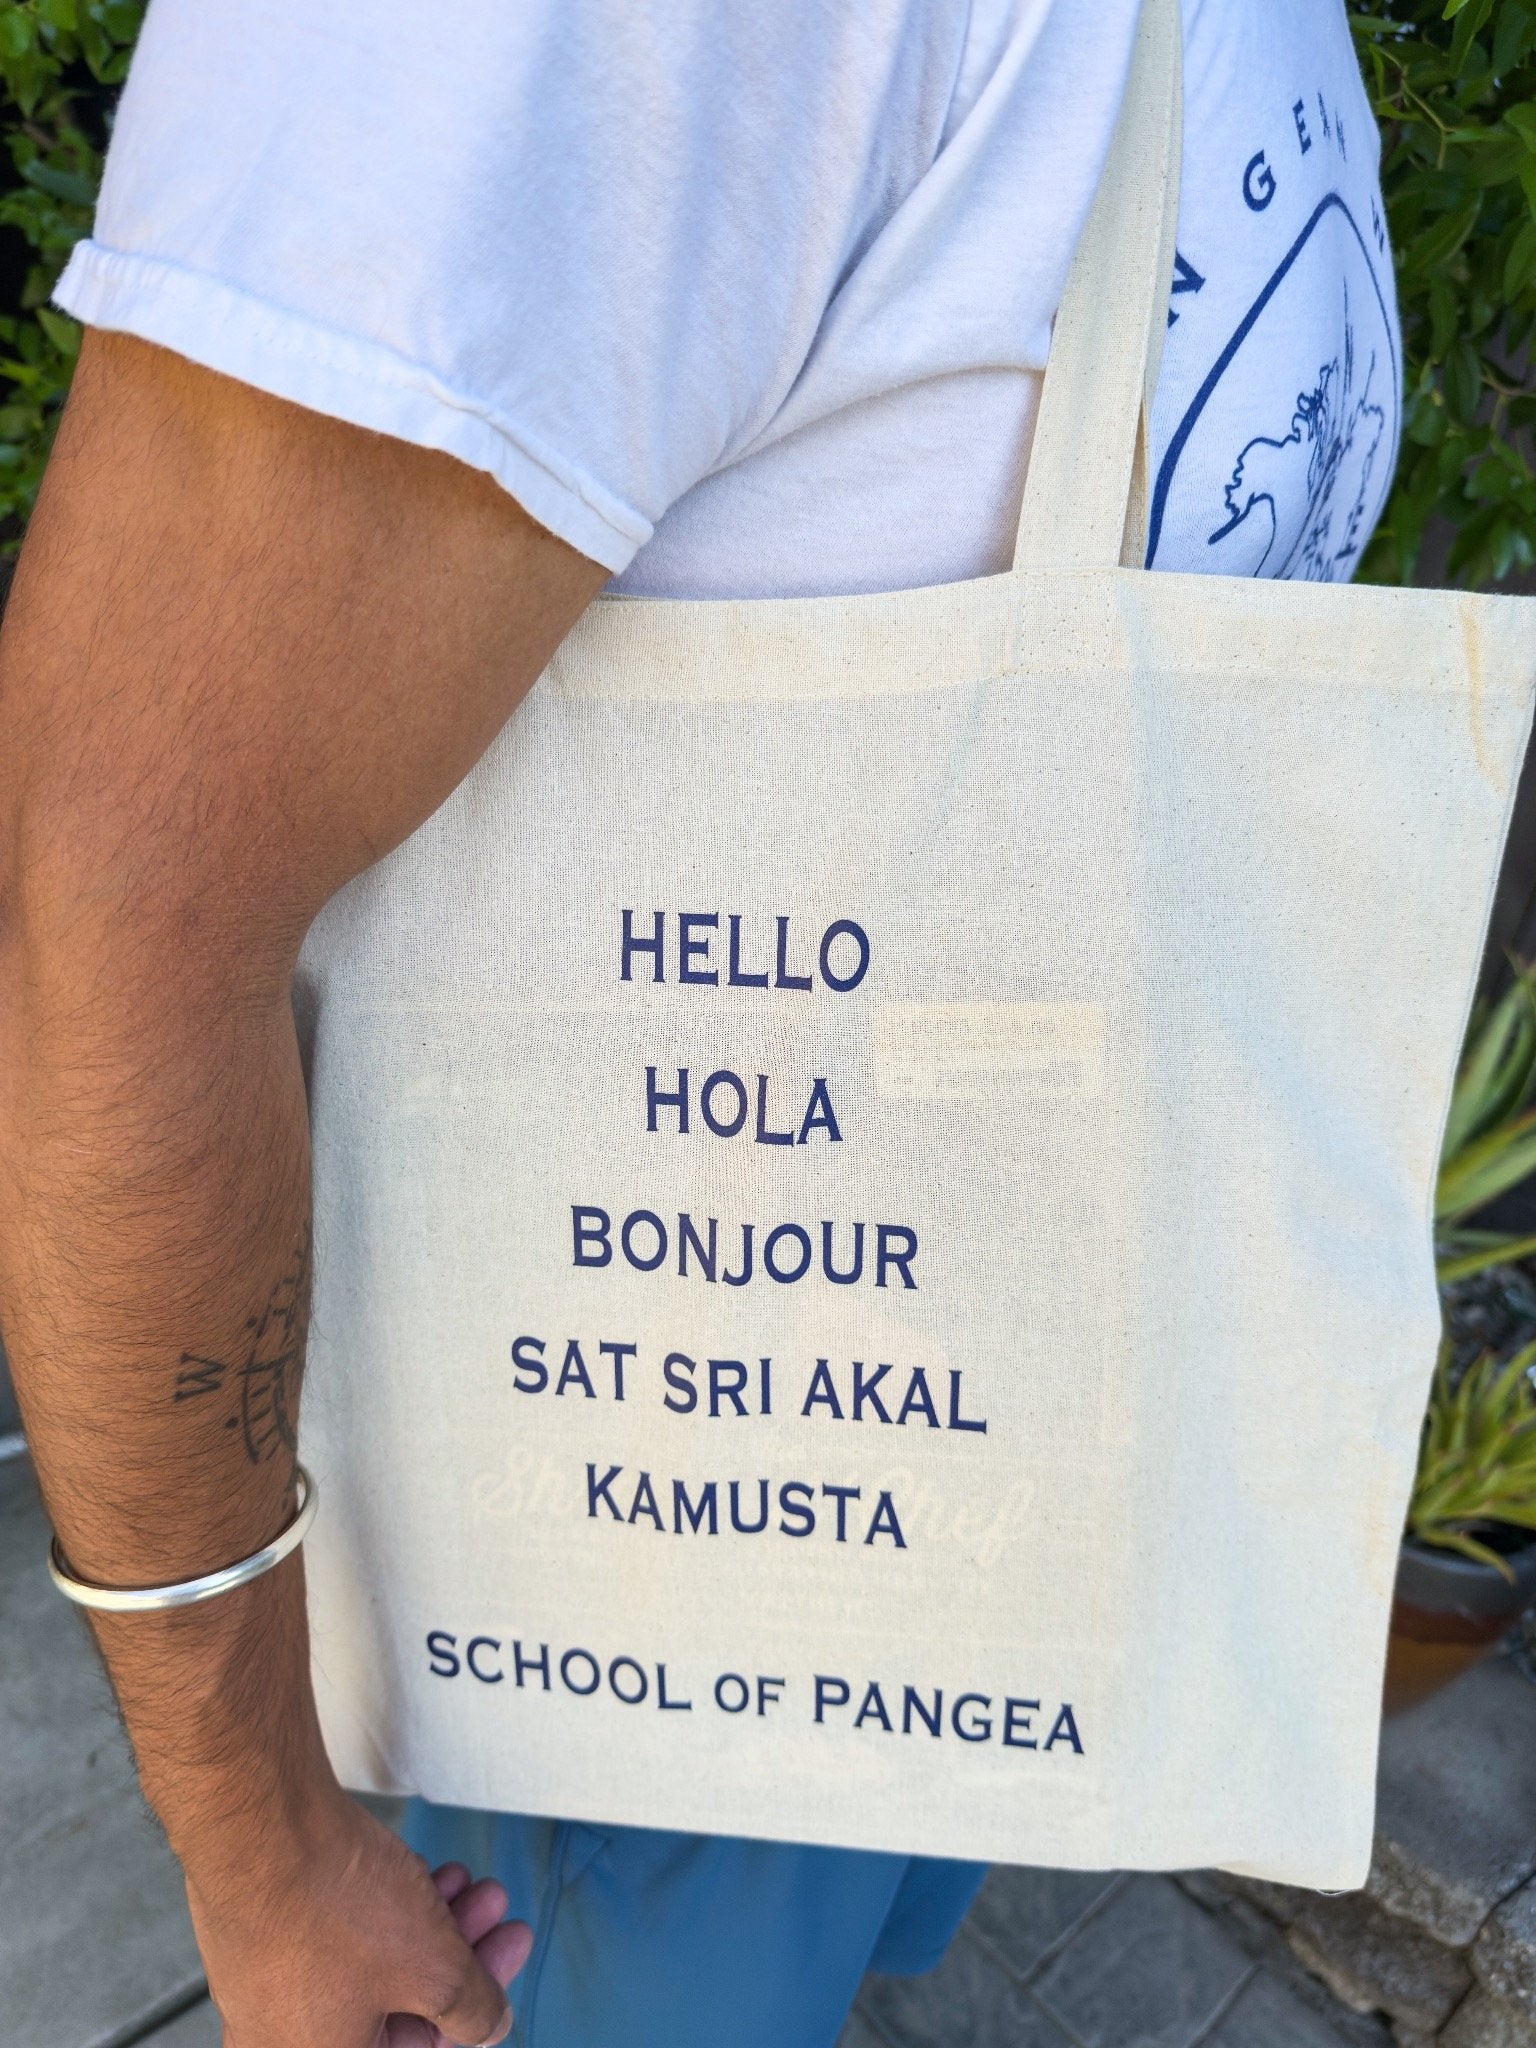 HELLO
HOLA
BONJOUR
SAT SRI AKAL
KAMUSTA
SCHOOL OF PANGEA
W